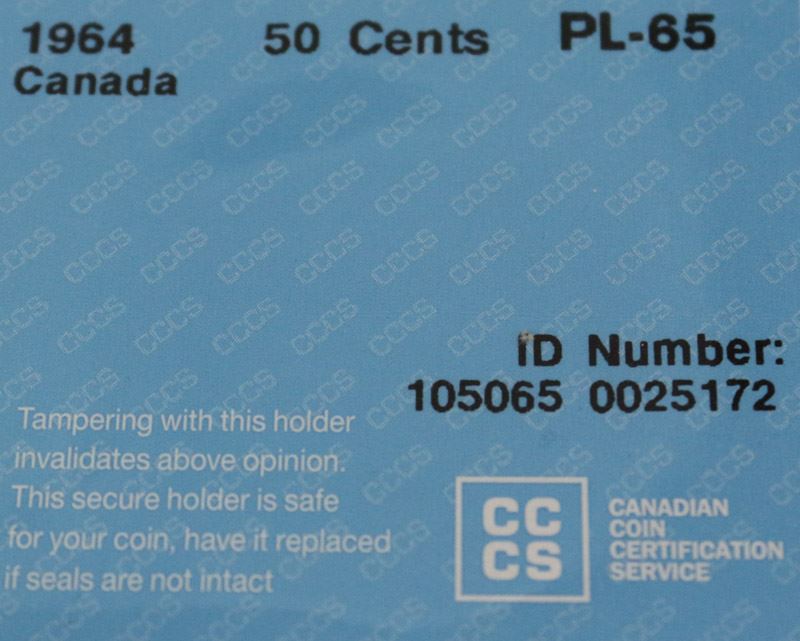 1964 50 Cents PL-65
Canada
ID Number:
105065 0025172
Tampering with this holder
invalidates above opinion.
This secure holder is safe
for your coin, have it replaced
if seals are not intact
CC
CS
CANADIAN
COIN
CERTIFICATION
SERVICE